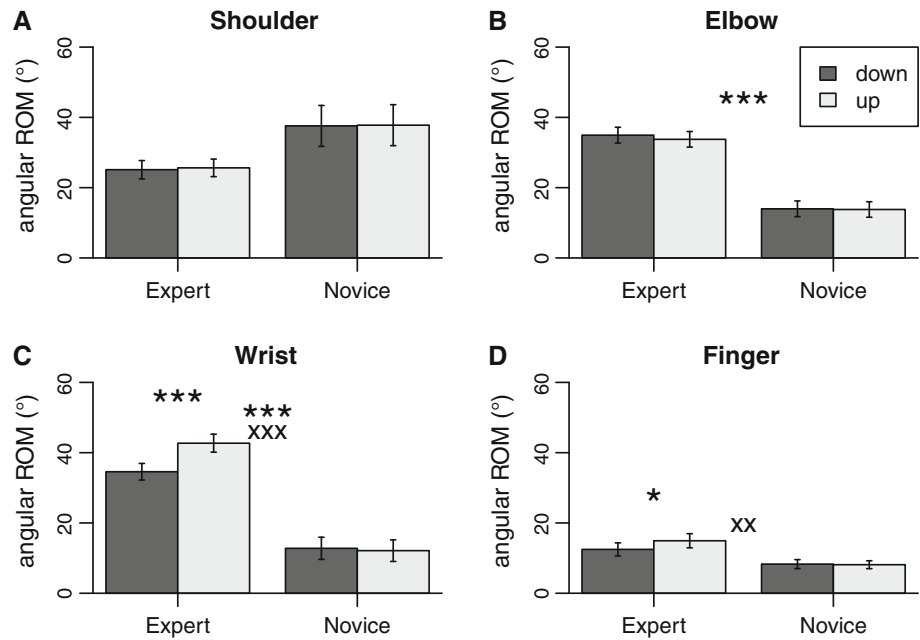 A Shoulder
angular ROM (°)
0 20 40 60
Expert Novice
B Elbow
angular ROM (°)
0 20 40 60
***
down
up
Expert Novice
C Wrist
angular ROM (°)
0 20 40 60
***
***
xxx
Expert Novice
D Finger
angular ROM (°)
0 20 40 60
*
xx
Expert Novice